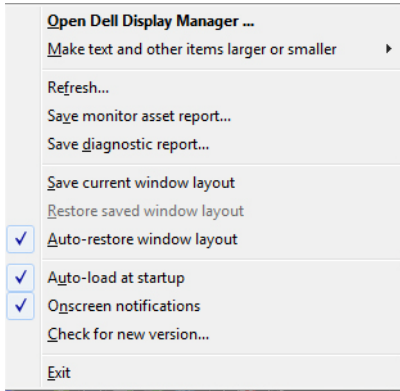 Open Dell Display Manager ...
Make text and other items larger or smaller
Refresh...
Save monitor asset report...
Save diagnostic report...
Save current window layout
Restore saved window layout
Auto-restore window layout
Auto-load at startup
Onscreen notifications
Check for new version...
Exit